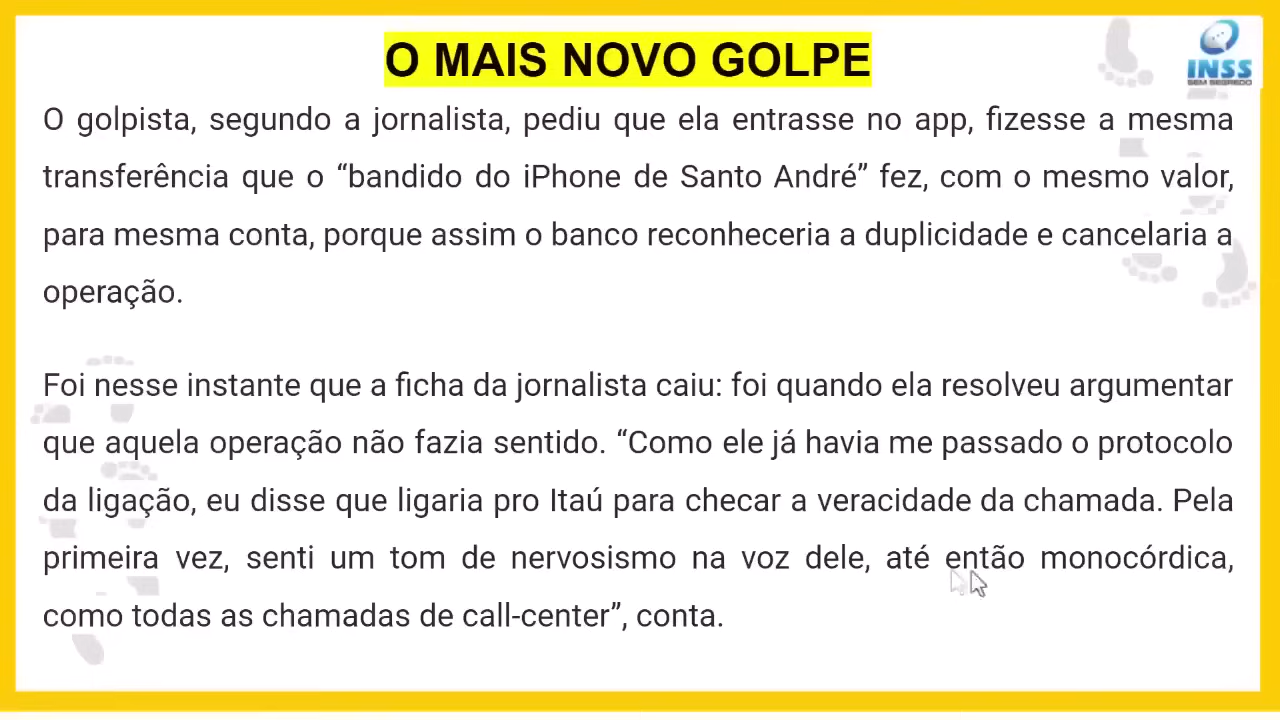 O MAIS NOVO GOLPE
INSS
SEM SEGREDO
O golpista, segundo a jornalista, pediu que ela entrasse no app, fizesse a mesma
transferência que o “bandido do iPhone de Santo André” fez, com o mesmo valor,
para mesma conta, porque assim o banco reconheceria a duplicidade e cancelaria a
operação.
Foi nesse instante que a ficha da jornalista caiu: foi quando ela resolveu argumentar
que aquela operação não fazia sentido. “Como ele já havia me passado o protocolo
da ligação, eu disse que ligaria pro Itaú para checar a veracidade da chamada. Pela
primeira vez, senti um tom de nervosismo na voz dele, até então monocórdica,
como todas as chamadas de call-center”, conta.